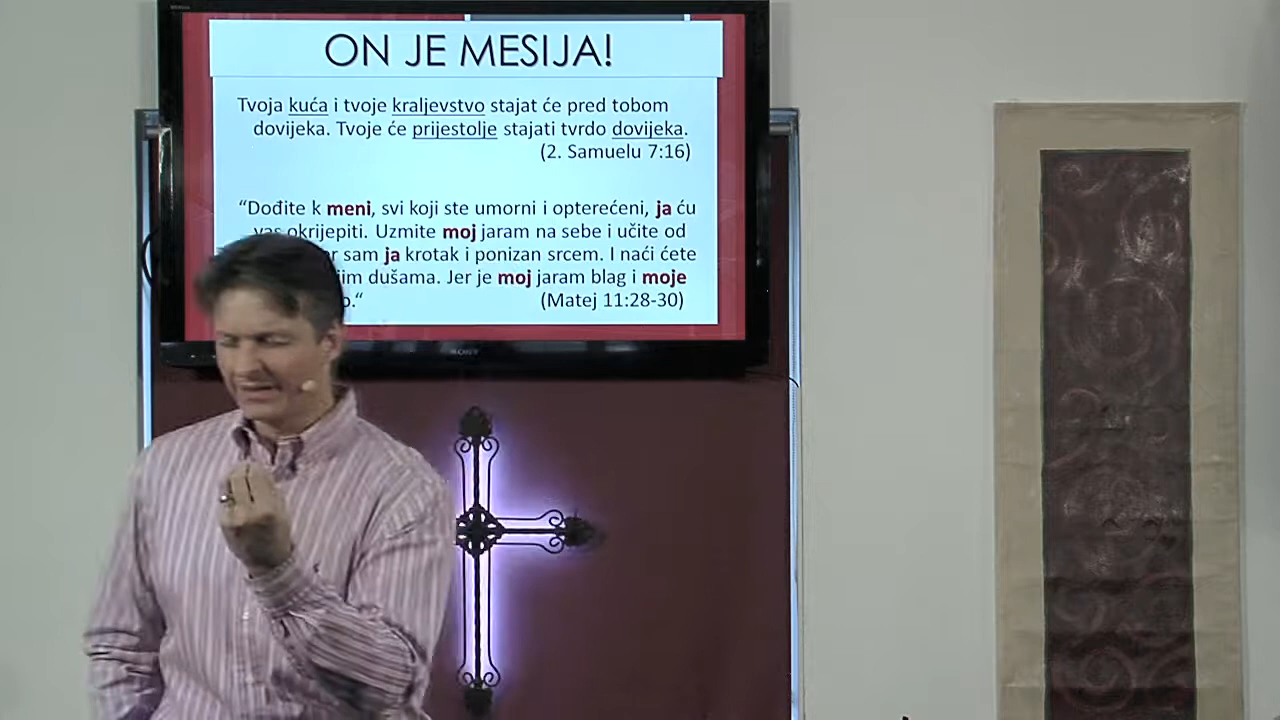 ON JE MESIJA!
Tvoja kuća i tvoje kraljevstvo stajat će pred tobom
dovijeka. Tvoje će prijestolje stajati tvrdo dovijeka.
(2. Samuelu 7:16)
“Dođite k meni, svi koji ste umorni i opterećeni, ja ću
vas okrijepiti. Uzmite moj jaram na sebe i učite od
sam ja krotak i ponizan srcem. I naći ćete
dušama. Jer je moj jaram blag i moje
(Matej 11:28-30)
SONY